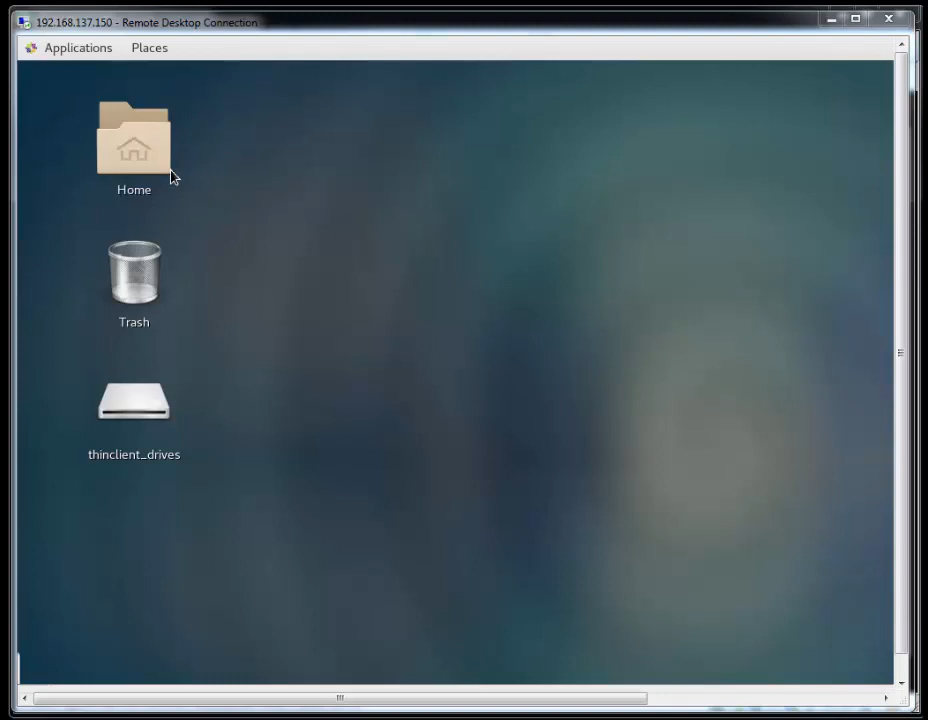 192.168.137.150 - Remote Desktop Connection
Applications Places
Home
Trash
thinclient_drives